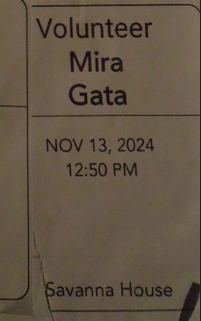 Volunteer
Mira
Gata
NOV 13, 2024
12:50 PM
Savanna House